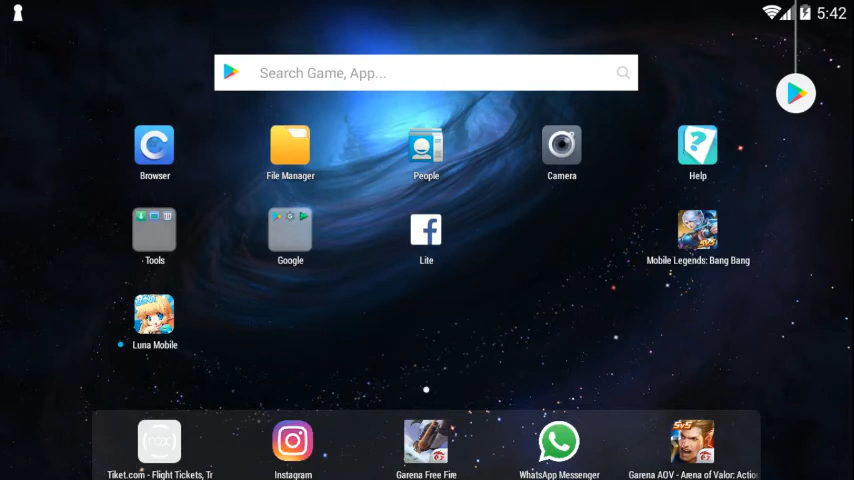 5:42
Search Game, App...
Browser
File Manager
People
Camera
Help
Tools
Google
Lite
Mobile Legends: Bang Bang
Luna Mobile
Tiket.com - Flight Tickets, Tr
Instagram
Garena Free Fire
WhatsApp Messenger
Garena AOV - Arena of Valor: Actio